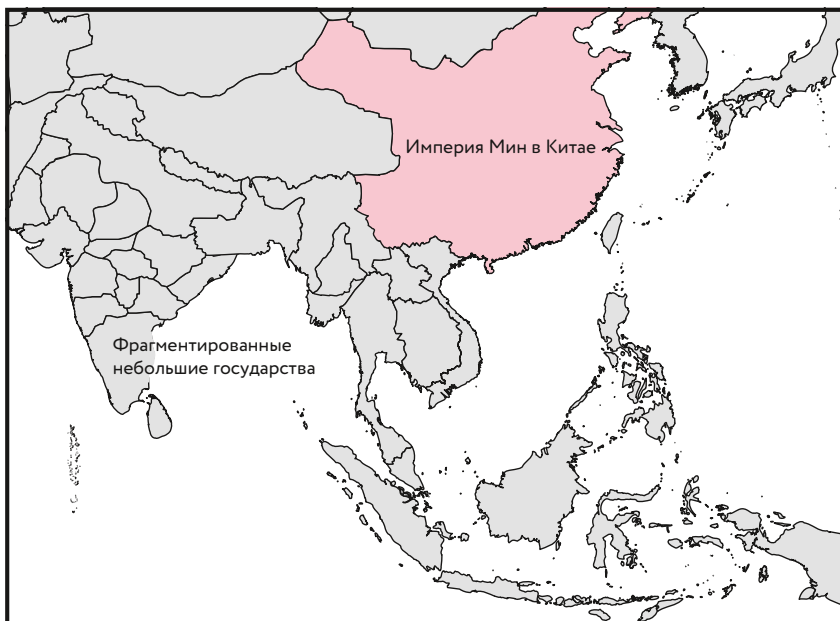 Империя Мин в Китае
Фрагментированные
небольшие государства